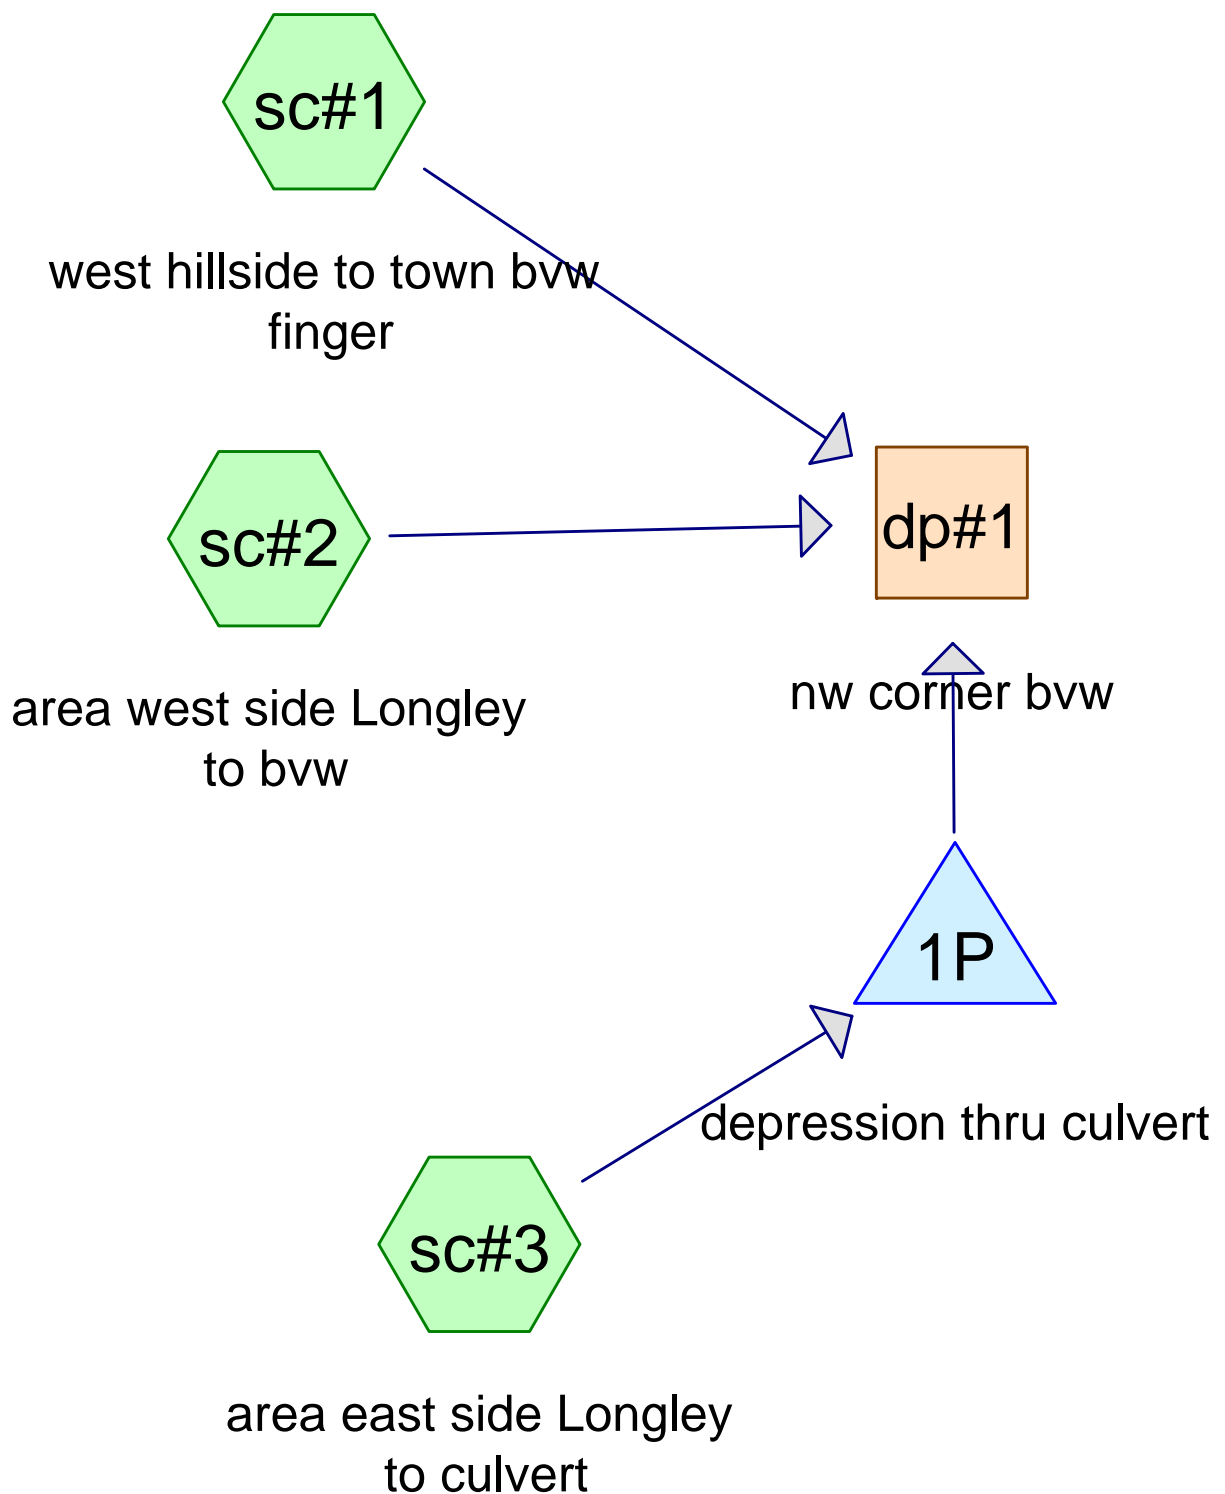 sc#1
west hillside to town bvw
finger
sc#2
area west side Longley
to bvw
dp#1
nw corner bvw
1P
depression thru culvert
sc#3
area east side Longley
to culvert